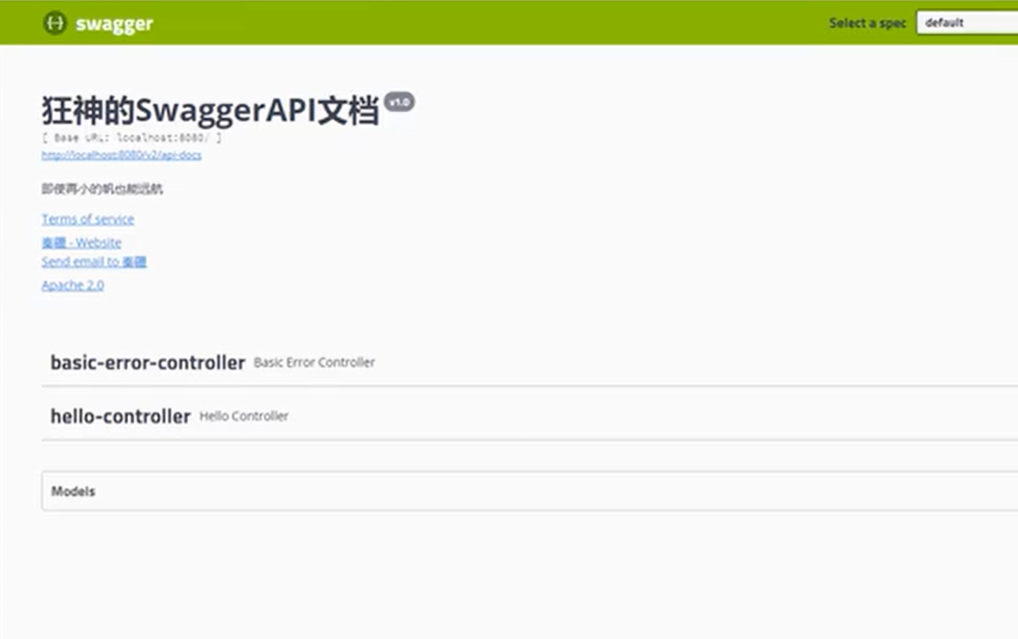 swagger
Select a spec default
狂神的SwaggerAPI文档 v1.0
[ Base URL: localhost:8080/ ]
http://localhost:8080/v2/api-docs
即使再小的帆也能远航
Terms of service
秦疆 - Website
Send email to 秦疆
Apache 2.0
basic-error-controller Basic Error Controller
hello-controller Hello Controller
Models